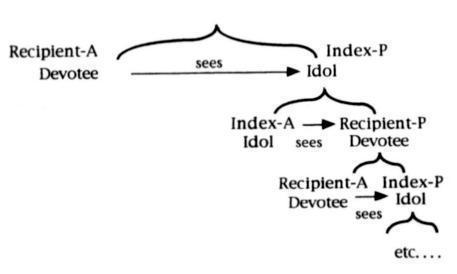 Recipient-A Index-P
Devotee sees Idol
Index-A Recipient-P
Idol sees Devotee
Recipient-A Index-P
Devotee sees Idol
etc....